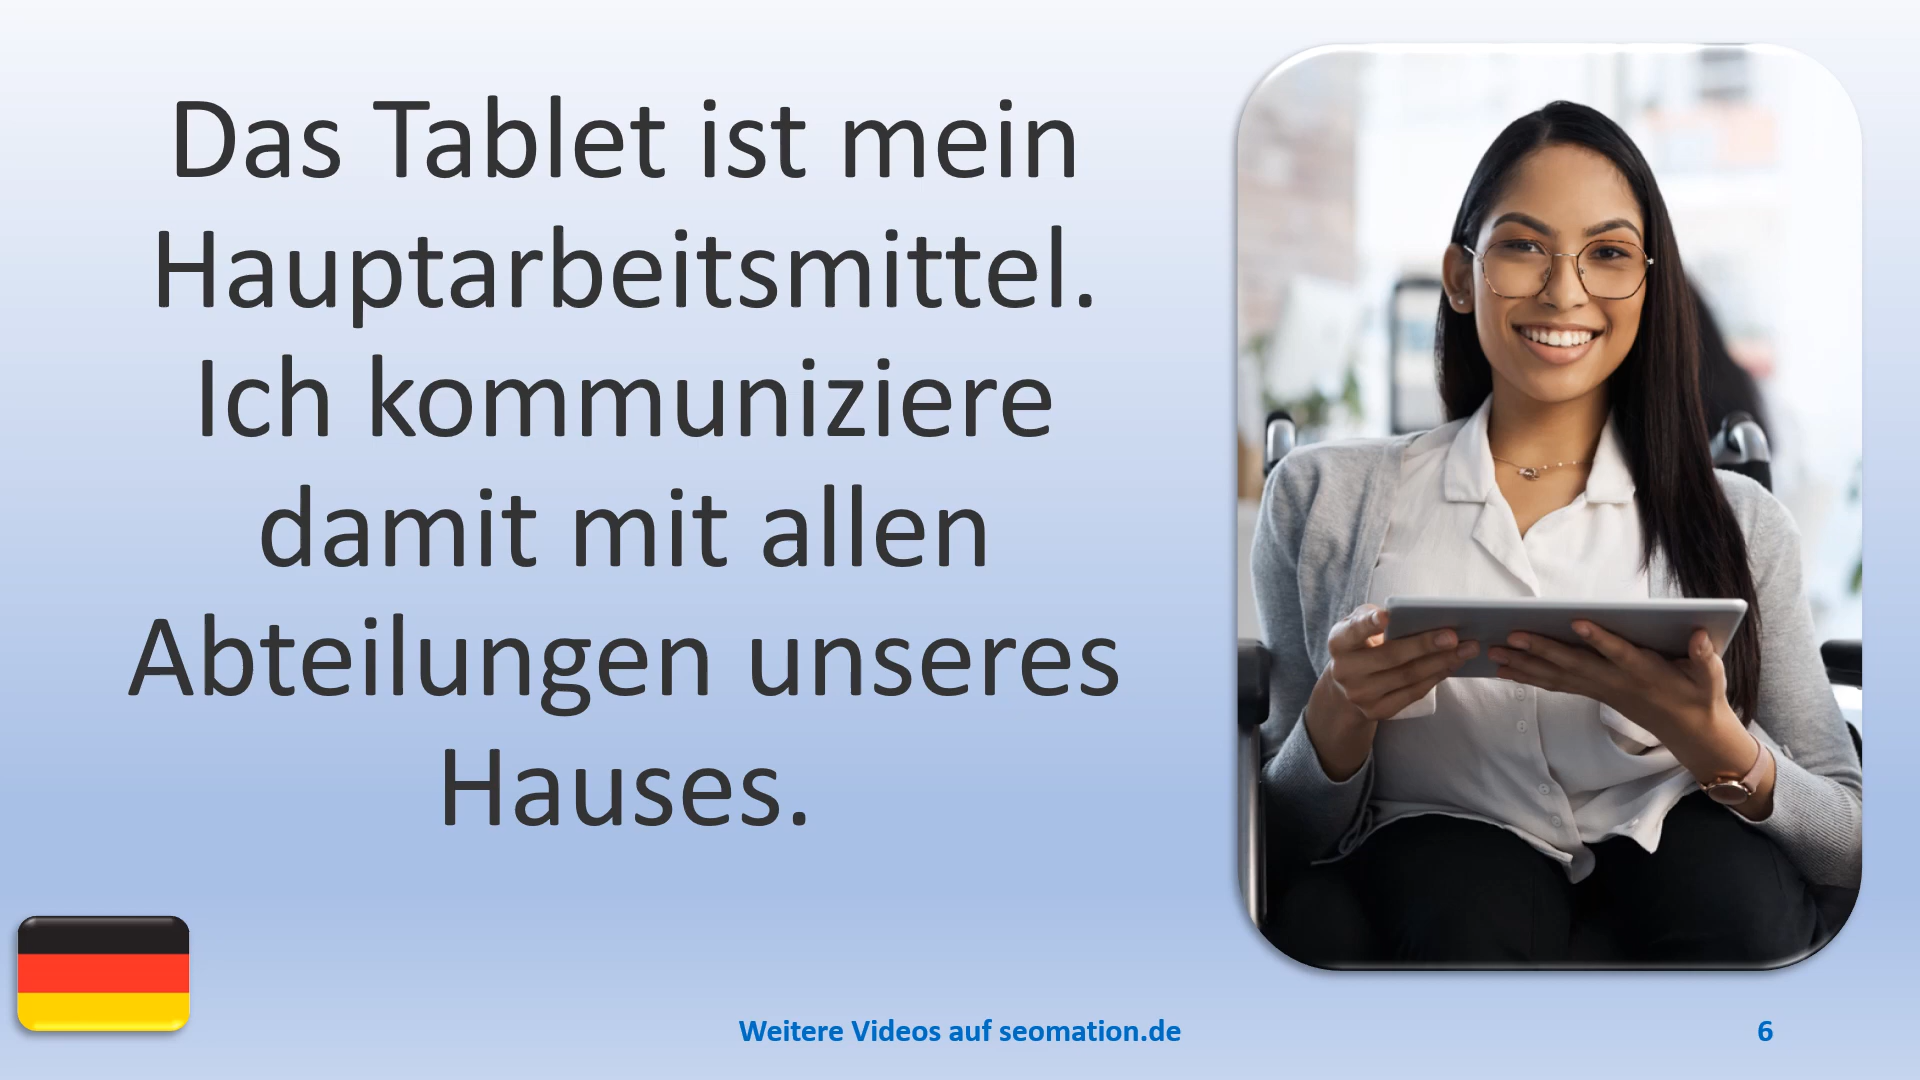 Das Tablet ist mein
Hauptarbeitsmittel.
Ich kommuniziere
damit mit allen
Abteilungen unseres
Hauses.
Weitere Videos auf seomation.de
6